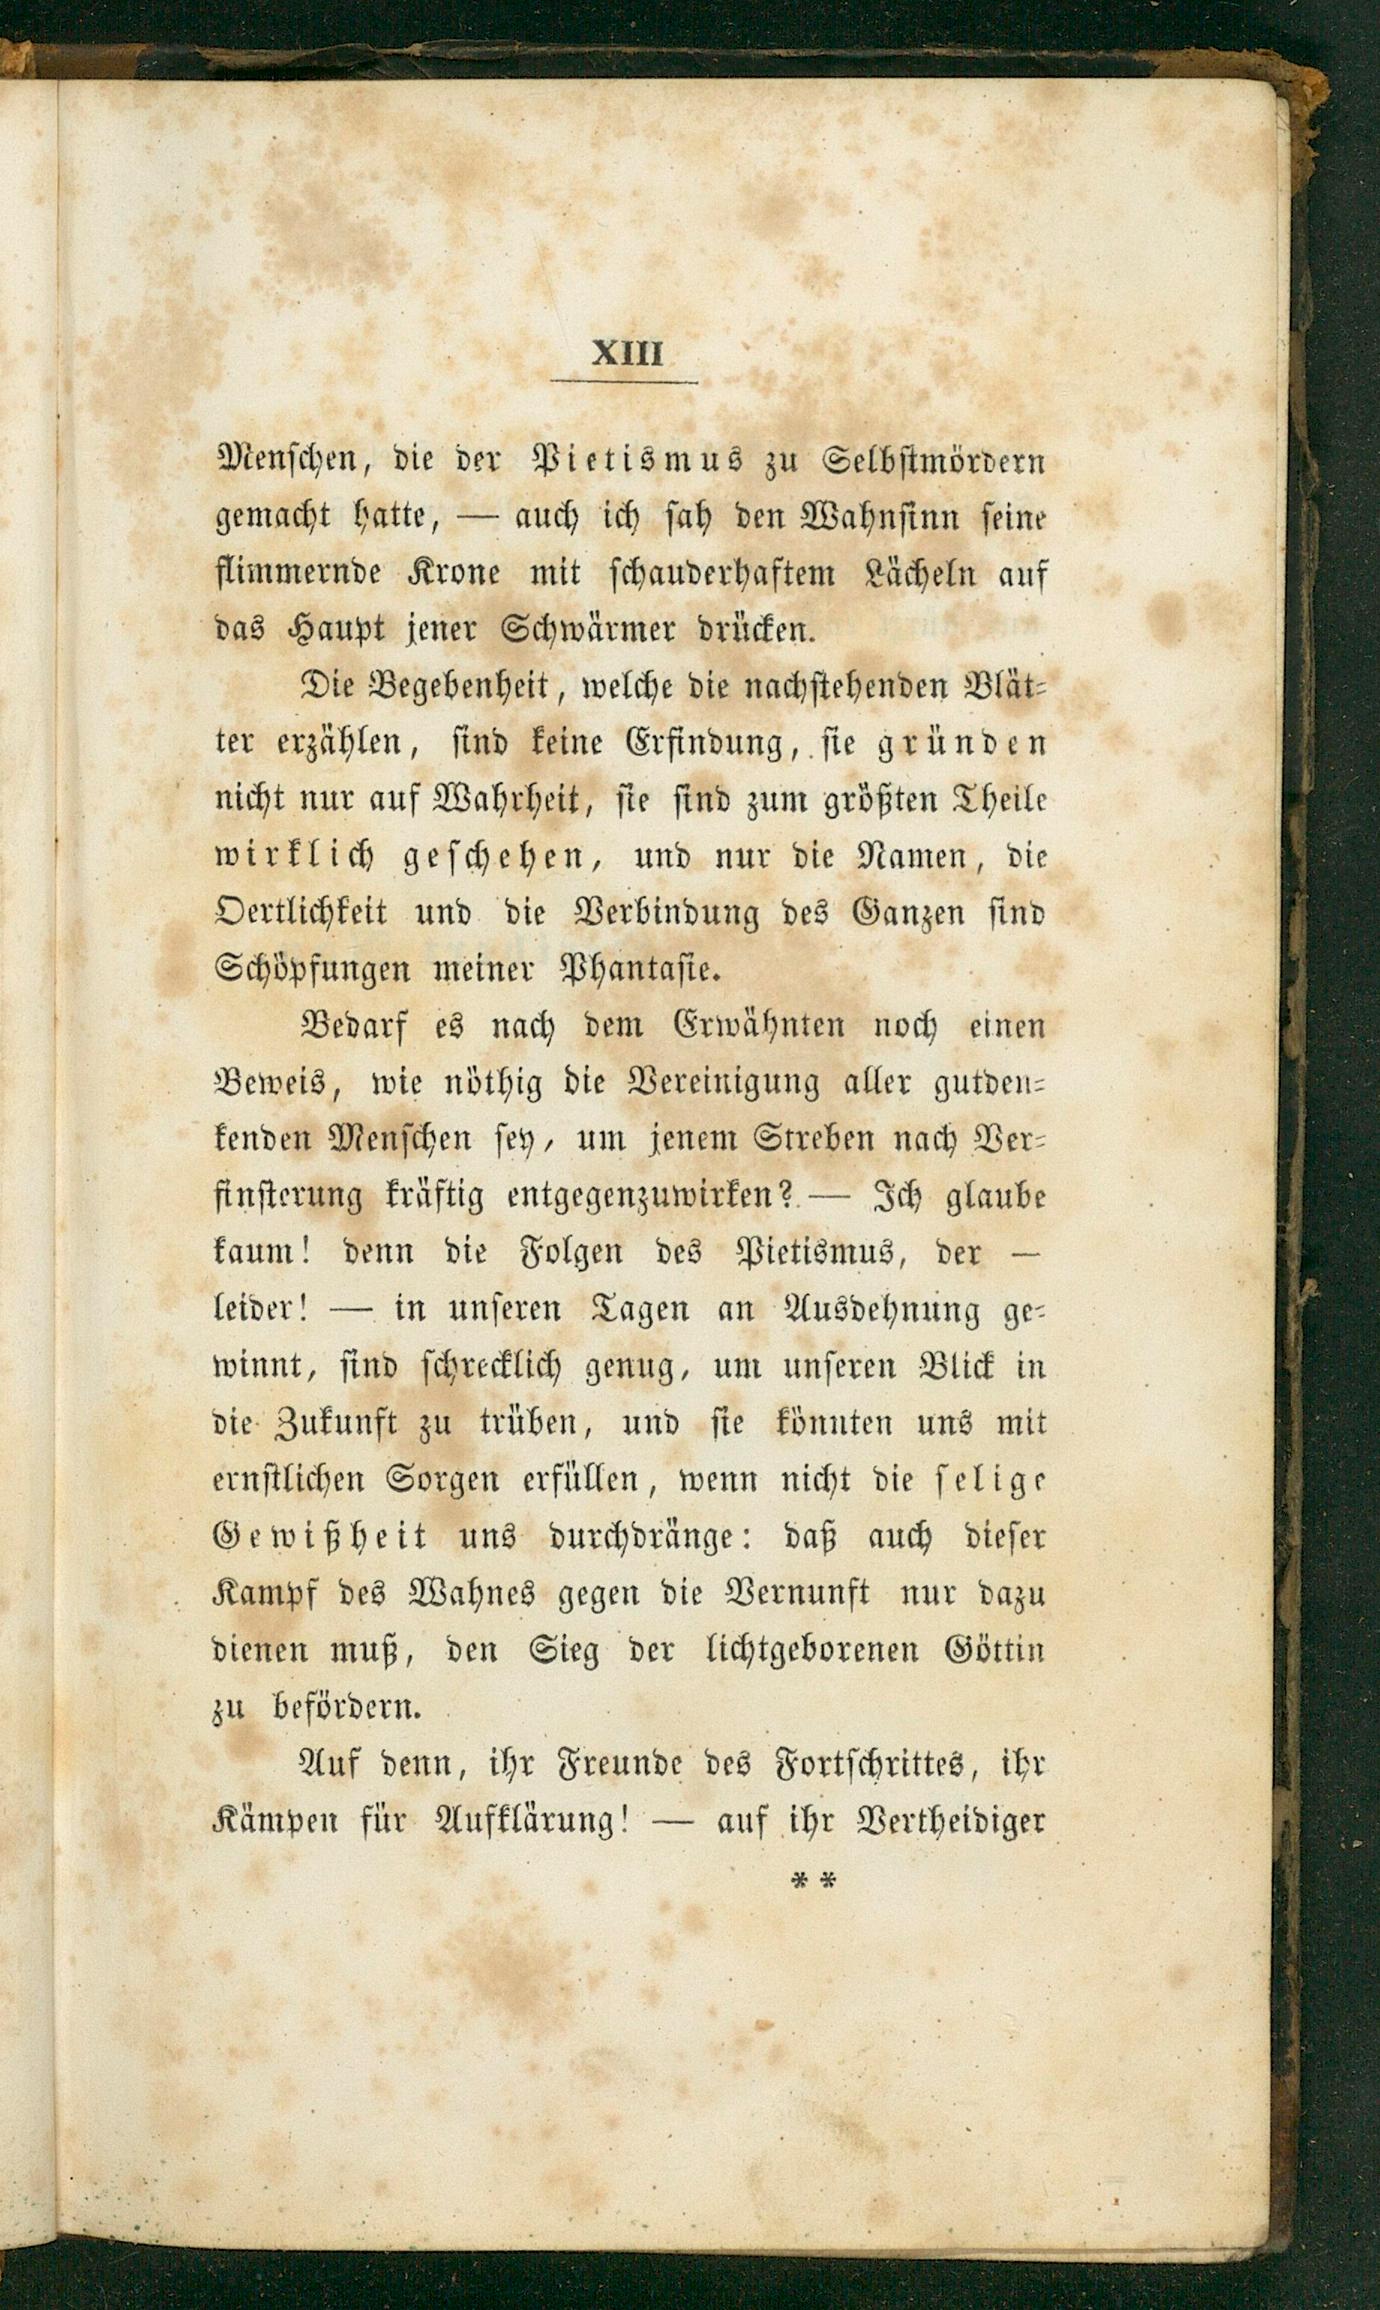 XIII
Menschen, die der Pietismus zu Selbstmördern
gemacht hatte, — auch ich sah den Wahnsinn seine
flimmernde Krone mit schauderhaftem Lächeln auf
das Haupt jener Schwärmer drücken.
Die Begebenheit, welche die nachstehenden Blät-
ter erzählen, sind keine Erfindung, sie gründen
nicht nur auf Wahrheit, sie sind zum größten Theile
wirklich geschehen, und nur die Namen, die
Oertlichkeit und die Verbindung des Ganzen sind
Schöpfungen meiner Phantasie.
Bedarf es nach dem Erwähnten noch einen
Beweis, wie nöthig die Vereinigung aller gutden-
kenden Menschen sey, um jenem Streben nach Ver-
finsterung kräftig entgegenzuwirken? — Ich glaube
kaum! denn die Folgen des Pietismus, der —
leider! — in unseren Tagen an Ausdehnung ge-
winnt, sind schrecklich genug, um unseren Blick in
die Zukunft zu trüben, und sie könnten uns mit
ernstlichen Sorgen erfüllen, wenn nicht die selige
Gewißheit uns durchdränge: daß auch dieser
Kampf des Wahnes gegen die Vernunft nur dazu
dienen muß, den Sieg der lichtgeborenen Göttin
zu befördern.
Auf denn, ihr Freunde des Fortschrittes, ihr
Kämpen für Aufklärung! — auf ihr Vertheidiger
* *